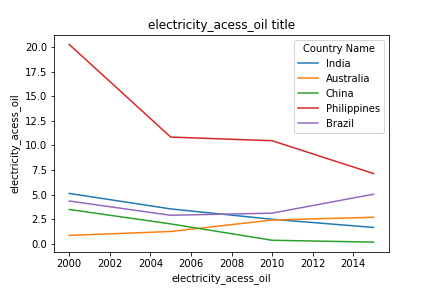 electricity_acess_oil title
electricity_acess_oil
20.0
17.5
15.0
12.5
10.0
7.5
5.0
2.5
0.0
Country Name
India
Australia
China
Philippines
Brazil
2000 2002 2004 2006 2008 2010 2012 2014
electricity_acess_oil